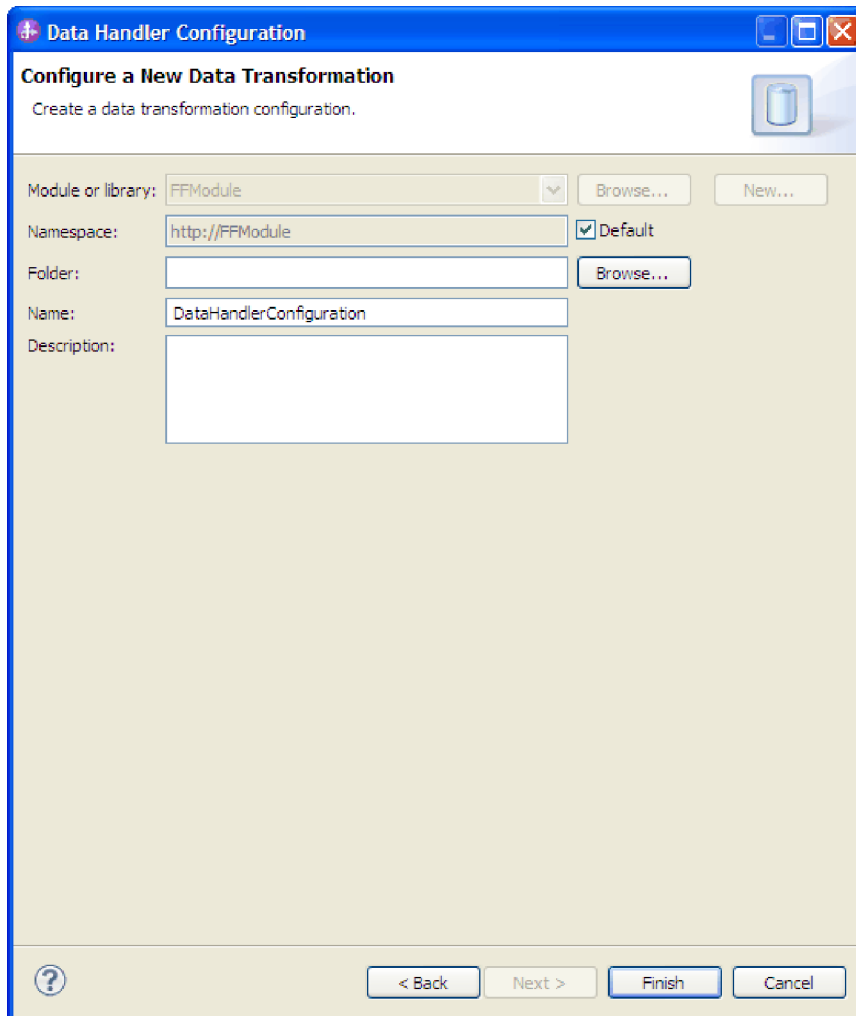 Data Handler Configuration
Configure a New Data Transformation
Create a data transformation configuration.
Module or library: FFModule Browse... New...
Namespace: http://FFModule Default
Folder: Browse...
Name: DataHandlerConfiguration
Description:
? < Back Next > Finish Cancel